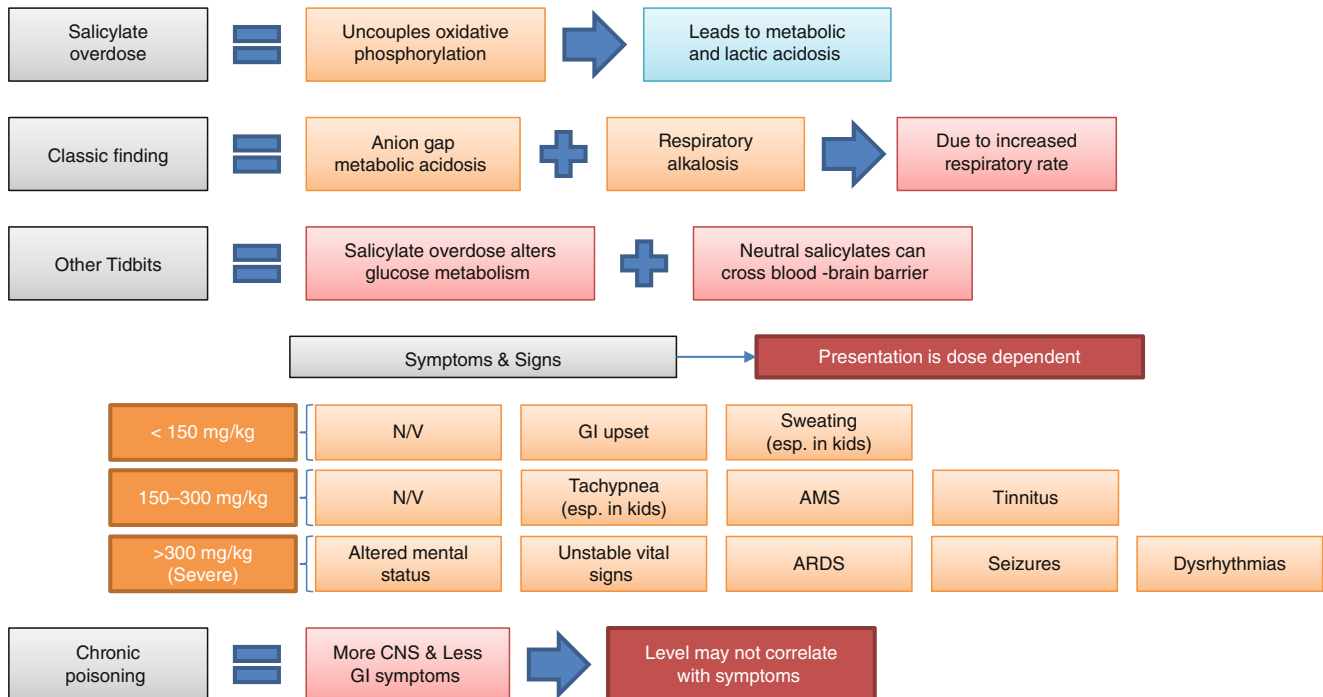 Salicylate
overdose
Uncouples oxidative
phosphorylation
Leads to metabolic
and lactic acidosis
Classic finding
Anion gap
metabolic acidosis
Respiratory
alkalosis
Due to increased
respiratory rate
Other Tidbits
Salicylate overdose alters
glucose metabolism
Neutral salicylates can
cross blood -brain barrier
Symptoms & Signs
Presentation is dose dependent
< 150 mg/kg
N/V
GI upset
Sweating
(esp. in kids)
150–300 mg/kg
N/V
Tachypnea
(esp. in kids)
AMS
Tinnitus
>300 mg/kg
(Severe)
Altered mental
status
Unstable vital
signs
ARDS
Seizures
Dysrhythmias
Chronic
poisoning
More CNS & Less
GI symptoms
Level may not correlate
with symptoms